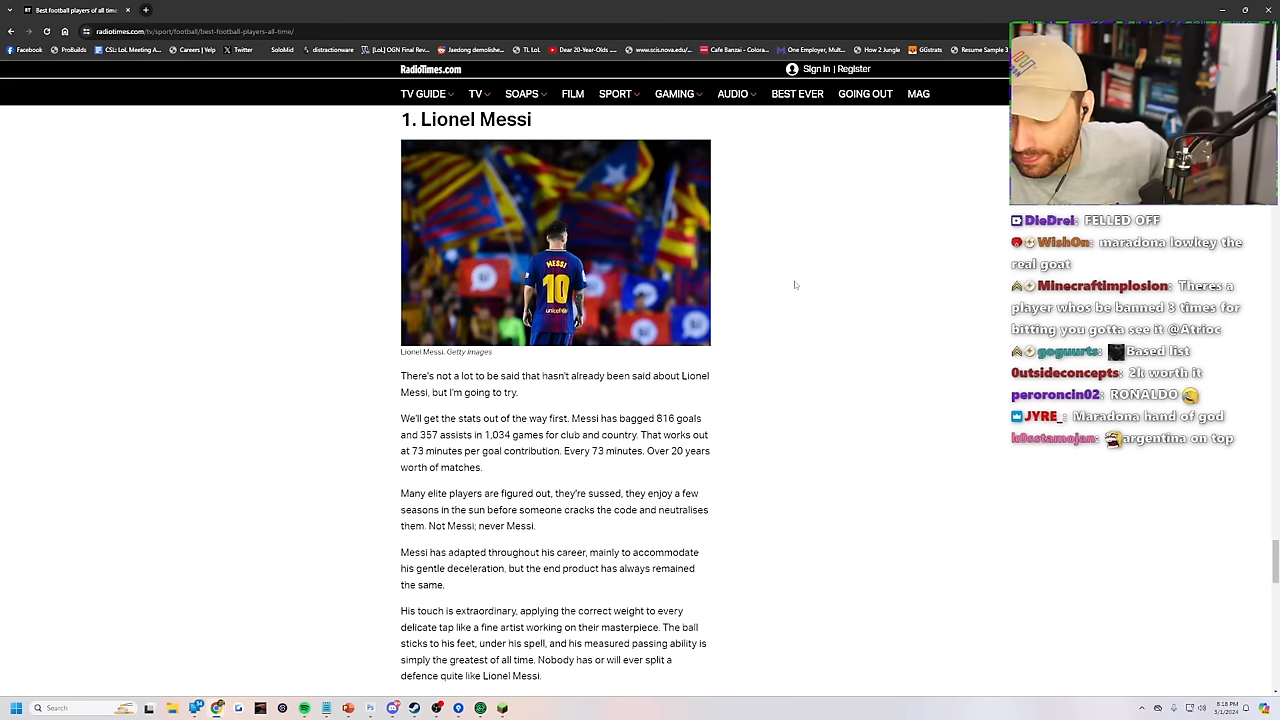 Best football players of all time
radiotimes.com/tv/sport/football/best-football-players-all-time/
Facebook
ProBuilds
CSL: LoL Meeting A...
Careers | Yelp
Twitter
SoloMid
distractionware
[LoL] OGN Final Rev...
Jaedong demolishe...
TL LoL
Dear 20-Year-Olds ...
Cafe Banzai - Colora...
One Employer, Mult...
How 2 Jungle
GGstrats
Resume Sample 3
RadioTimes.com
Sign In | Register
TV GUIDE
TV
SOAPS
FILM
SPORT
GAMING
AUDIO
BEST EVER
GOING OUT
MAG
1. Lionel Messi
MESSI
10
unicef
Lionel Messi. Getty Images
There's not a lot to be said that hasn't already been said about Lionel
Messi, but I'm going to try.
We'll get the stats out of the way first. Messi has bagged 816 goals
and 357 assists in 1,034 games for club and country. That works out
at 73 minutes per goal contribution. Every 73 minutes. Over 20 years
worth of matches.
Many elite players are figured out, they're sussed, they enjoy a few
seasons in the sun before someone cracks the code and neutralises
them. Not Messi; never Messi.
Messi has adapted throughout his career, mainly to accommodate
his gentle deceleration, but the end product has always remained
the same.
His touch is extraordinary, applying the correct weight to every
delicate tap like a fine artist working on their masterpiece. The ball
sticks to his feet, under his spell, and his measured passing ability is
simply the greatest of all time. Nobody has or will ever split a
defence quite like Lionel Messi.
DieDrei: FELLED OFF
WishOn: maradona lowkey the
real goat
Minecraftimplosion: Theres a
player whos be banned 3 times for
bitting you gotta see it @Atrioc
goguurts: Based list
0utsideconcepts: 2k worth it
peroroncin02: RONALDO
JYRE_: Maradona hand of god
k0sstamojan: argentina on top
Search
8:18 PM
3/1/2024